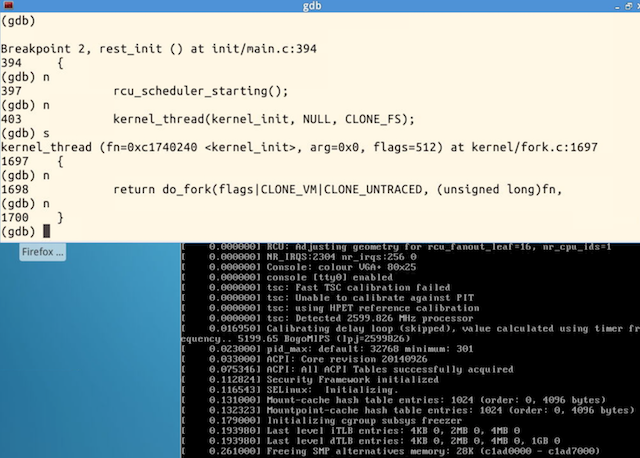 gdb
(gdb)
Breakpoint 2, rest_init () at init/main.c:394
394 {
(gdb) n
397 rcu_scheduler_starting();
(gdb) n
403 kernel_thread(kernel_init, NULL, CLONE_FS);
(gdb) s
kernel_thread (fn=0xc1740240 <kernel_init>, arg=0x0, flags=512) at kernel/fork.c:1697
1697 {
(gdb) n
1698 return do_fork(flags|CLONE_VM|CLONE_UNTRACED, (unsigned long)fn,
(gdb) n
1700 }
(gdb)
Firefox ...
[ 0.000000] RCU: Adjusting geometry for rcu_fanout_leaf=16, nr_cpu_ids=1
[ 0.000000] NR_IRQS:2304 nr_irqs:256 0
[ 0.000000] Console: colour VGA+ 80x25
[ 0.000000] console [tty0] enabled
[ 0.000000] tsc: Fast TSC calibration failed
[ 0.000000] tsc: Unable to calibrate against PIT
[ 0.000000] tsc: using HPET reference calibration
[ 0.000000] tsc: Detected 2599.826 MHz processor
[ 0.016950] Calibrating delay loop (skipped), value calculated using timer fr
equency.. 5199.65 BogoMIPS (lpj=2599826)
[ 0.023000] pid_max: default: 32768 minimum: 301
[ 0.033000] ACPI: Core revision 20140926
[ 0.075346] ACPI: All ACPI Tables successfully acquired
[ 0.112824] Security Framework initialized
[ 0.116543] SELinux:  Initializing.
[ 0.131000] Mount-cache hash table entries: 1024 (order: 0, 4096 bytes)
[ 0.132323] Mountpoint-cache hash table entries: 1024 (order: 0, 4096 bytes)
[ 0.179000] Initializing cgroup subsys freezer
[ 0.193980] Last level iTLB entries: 4KB 0, 2MB 0, 4MB 0
[ 0.193980] Last level dTLB entries: 4KB 0, 2MB 0, 4MB 0, 1GB 0
[ 0.261000] Freeing SMP alternatives memory: 28K (c1ad0000 - c1ad7000)